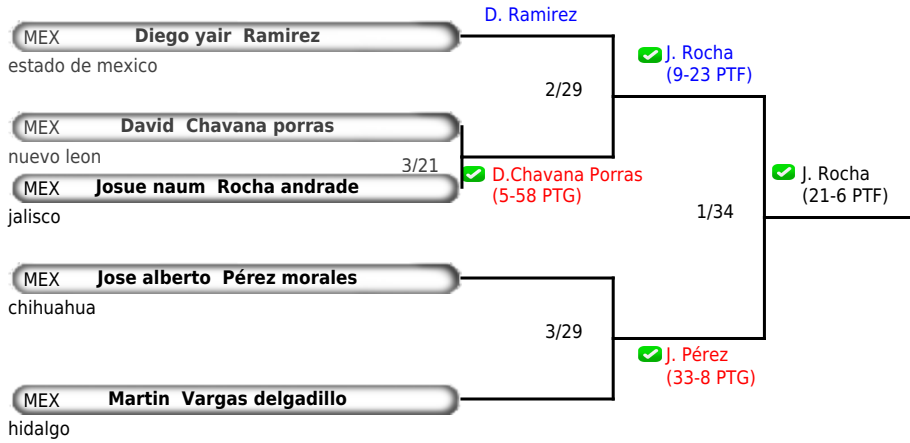 D. Ramirez
MEX Diego yair Ramirez
estado de mexico
J. Rocha
(9-23 PTF)
2/29
MEX David Chavana porras
nuevo leon
3/21
D.Chavana Porras
(5-58 PTG)
MEX Josue naum Rocha andrade
jalisco
J. Rocha
(21-6 PTF)
1/34
MEX Jose alberto Pérez morales
chihuahua
3/29
J. Pérez
(33-8 PTG)
MEX Martin Vargas delgadillo
hidalgo